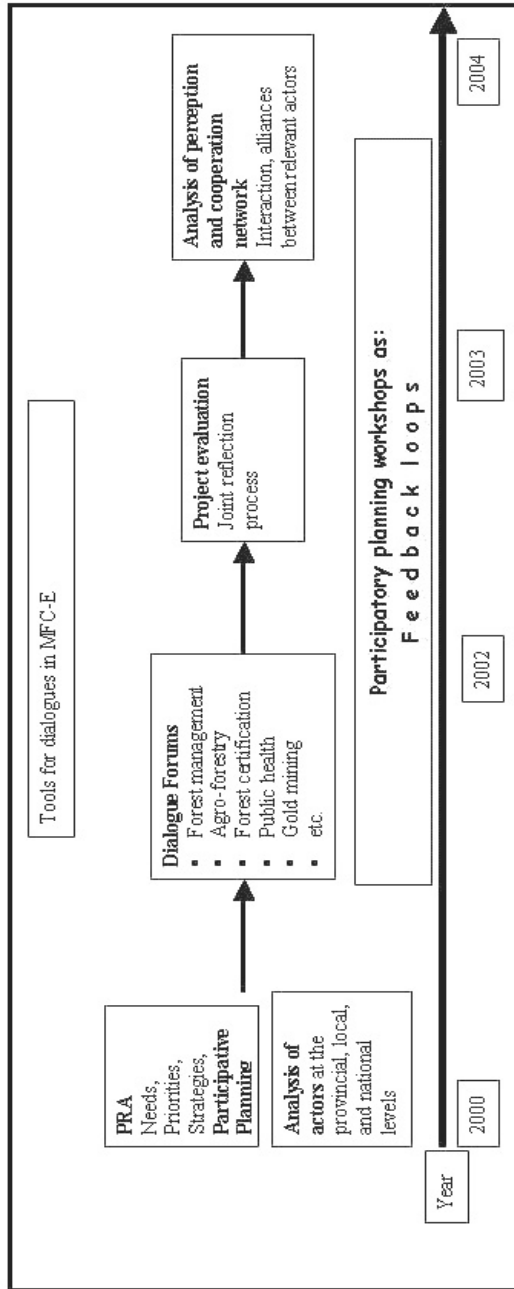 Tools for dialogues in MFC-E
PRA
Needs,
Priorities,
Strategies,
Participative
Planning
Analysis of
actors at the
provincial, local,
and national
levels
Dialogue Forums
▪ Forest management
▪ Agro-forestry
▪ Forest certification
▪ Public health
▪ Gold mining
▪ etc.
Project evaluation
Joint reflection
process
Analysis of perception
and cooperation
network
Interaction, alliances
between relevant actors
Participatory planning workshops as:
Feedback loops
Year
2000
2002
2003
2004